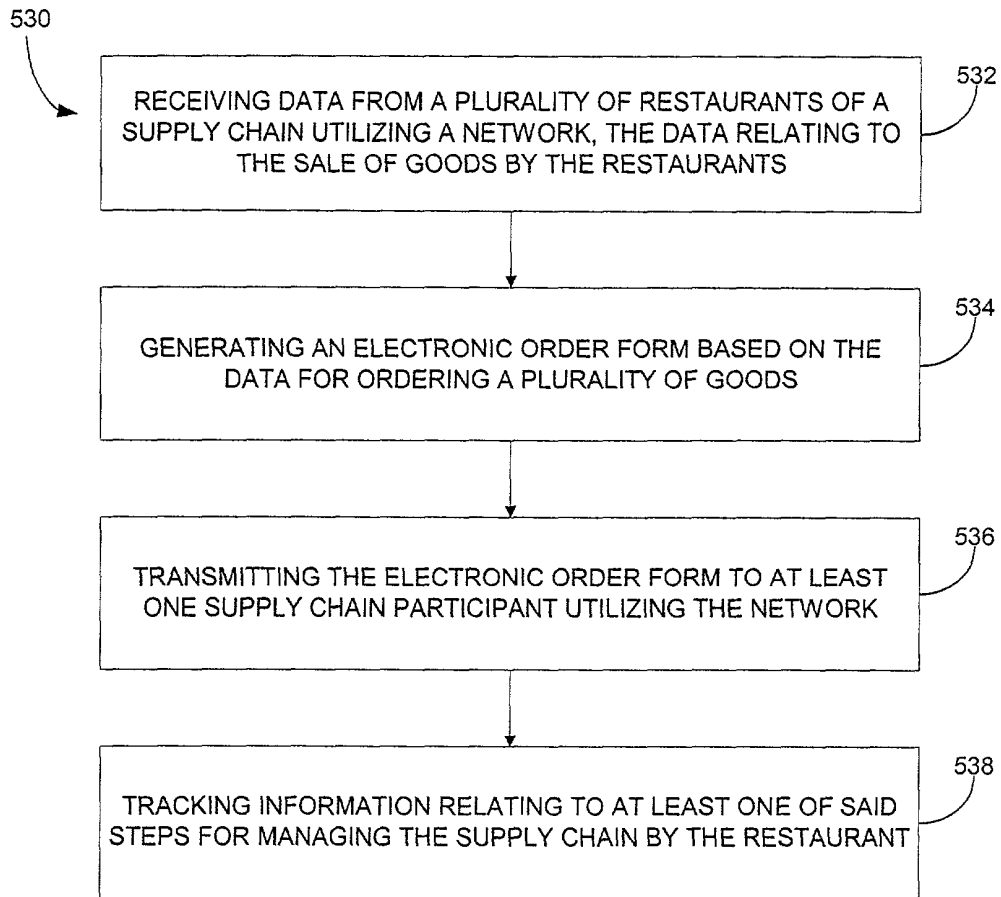 530
532
RECEIVING DATA FROM A PLURALITY OF RESTAURANTS OF A
SUPPLY CHAIN UTILIZING A NETWORK, THE DATA RELATING TO
THE SALE OF GOODS BY THE RESTAURANTS
534
GENERATING AN ELECTRONIC ORDER FORM BASED ON THE
DATA FOR ORDERING A PLURALITY OF GOODS
536
TRANSMITTING THE ELECTRONIC ORDER FORM TO AT LEAST
ONE SUPPLY CHAIN PARTICIPANT UTILIZING THE NETWORK
538
TRACKING INFORMATION RELATING TO AT LEAST ONE OF SAID
STEPS FOR MANAGING THE SUPPLY CHAIN BY THE RESTAURANT